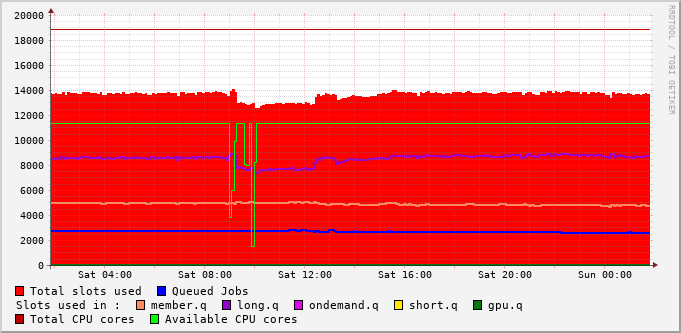 20000
18000
16000
14000
12000
10000
8000
6000
4000
2000
0
Sat 04:00 Sat 08:00 Sat 12:00 Sat 16:00 Sat 20:00 Sun 00:00
Total slots used Queued Jobs
Slots used in : member.q long.q ondemand.q short.q gpu.q
Total CPU cores Available CPU cores
RRDTOOL / TOBI OETIKER